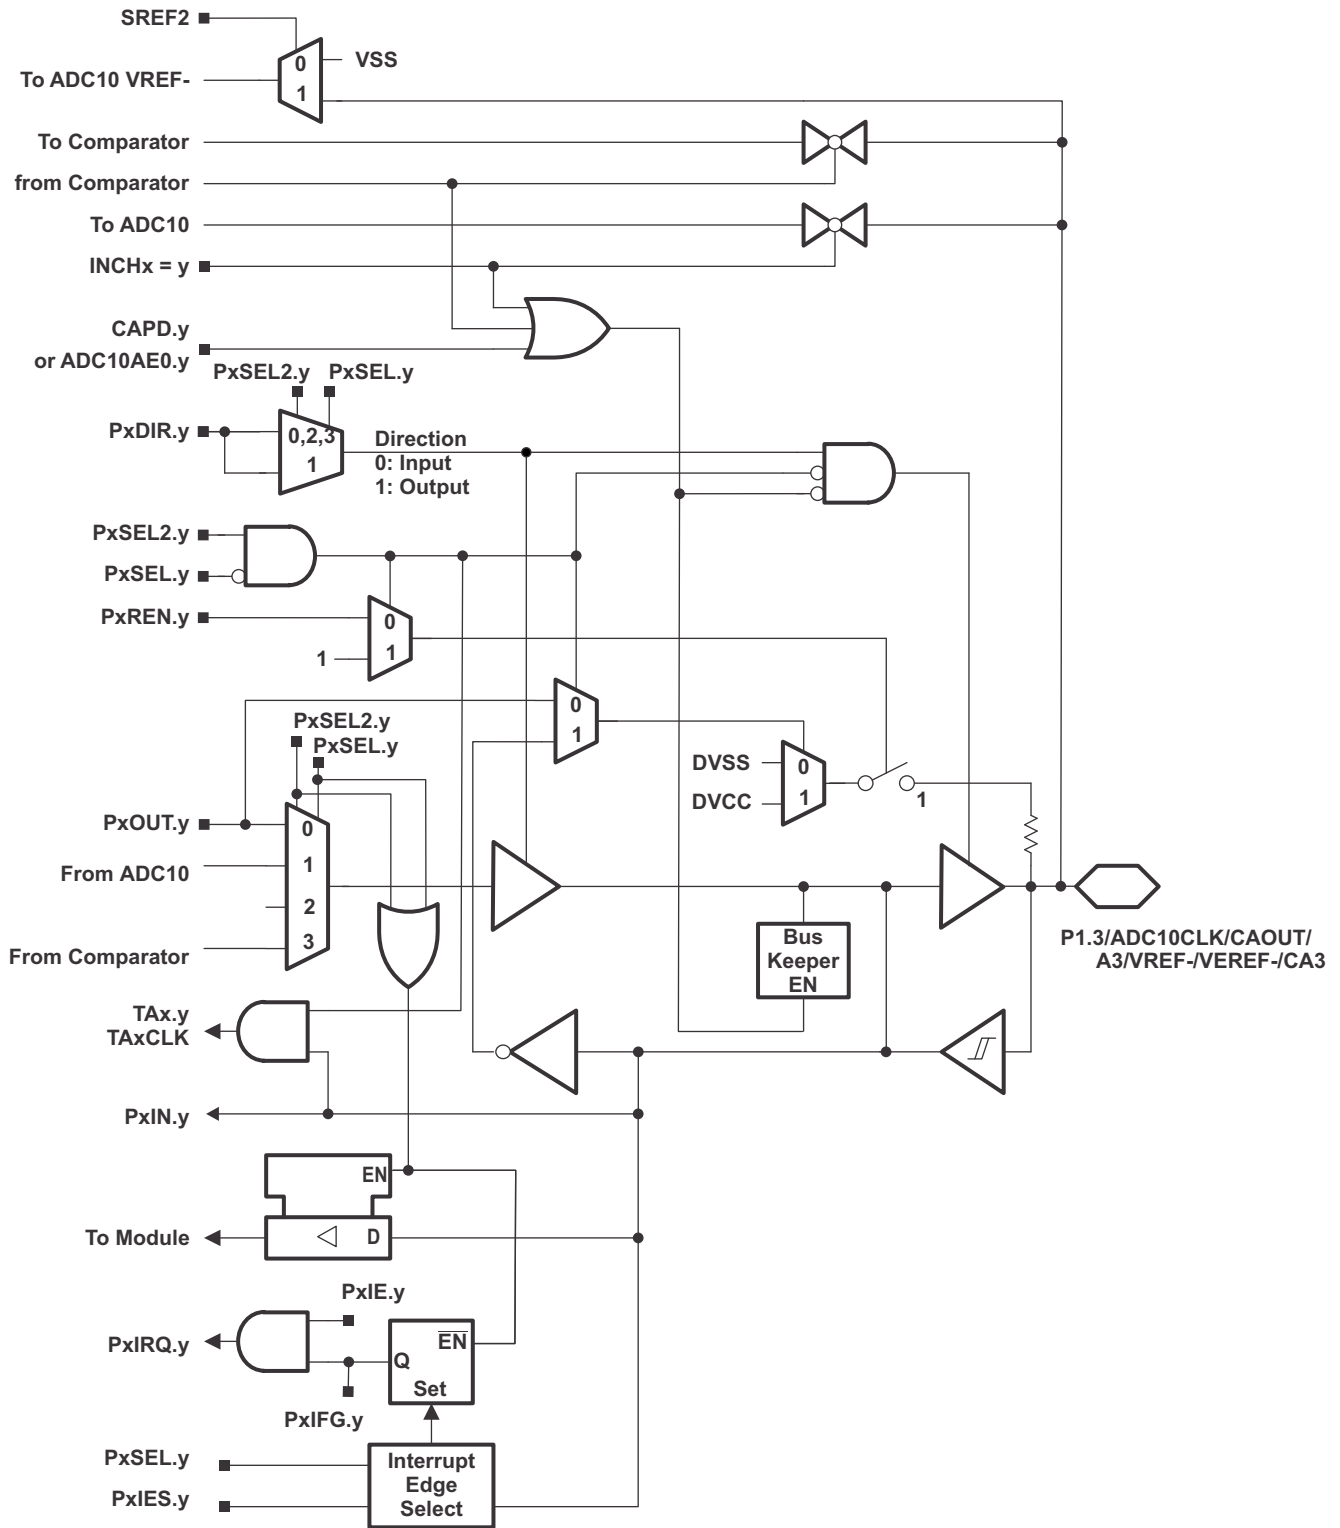 SREF2
0
VSS
To ADC10 VREF-
1
To Comparator
from Comparator
To ADC10
INCHx = y
CAPD.y
or ADC10AE0.y
PxSEL2.y
PxSEL.y
PxDIR.y
0,2,3
1
Direction
0: Input
1: Output
PxSEL2.y
PxSEL.y
PxREN.y
0
1
1
0
1
PxSEL2.y
PxSEL.y
DVSS
0
DVCC
1
1
PxOUT.y
0
From ADC10
1
2
From Comparator
3
Bus
Keeper
EN
P1.3/ADC10CLK/CAOUT/
A3/VREF-/VEREF-/CA3
TAx.y
TAxCLK
PxIN.y
EN
To Module
D
PxIE.y
PxIRQ.y
EN
Q
Set
PxIFG.y
PxSEL.y
PxIES.y
Interrupt
Edge
Select